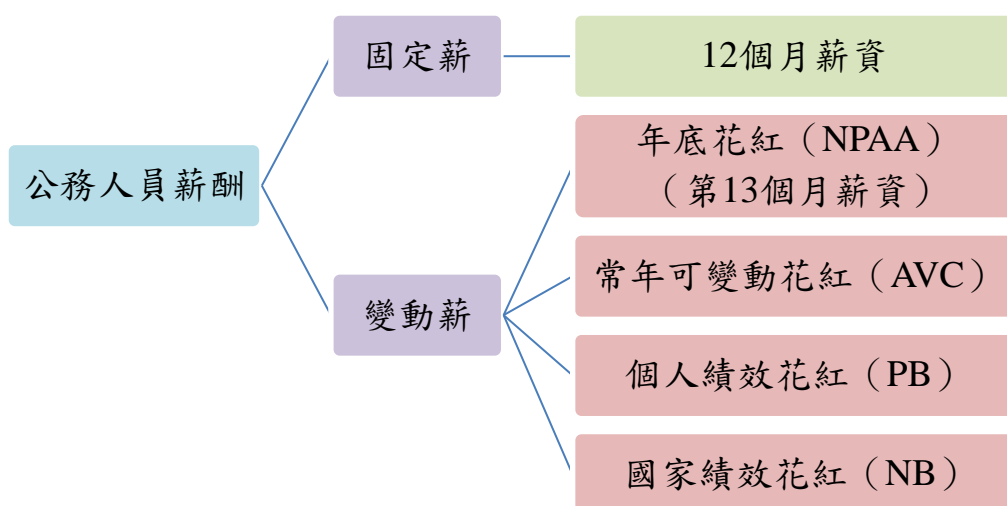 公務人員薪酬
固定薪
12個月薪資
變動薪
年底花紅（NPAA）
（第13個月薪資）
常年可變動花紅（AVC）
個人績效花紅（PB）
國家績效花紅（NB）